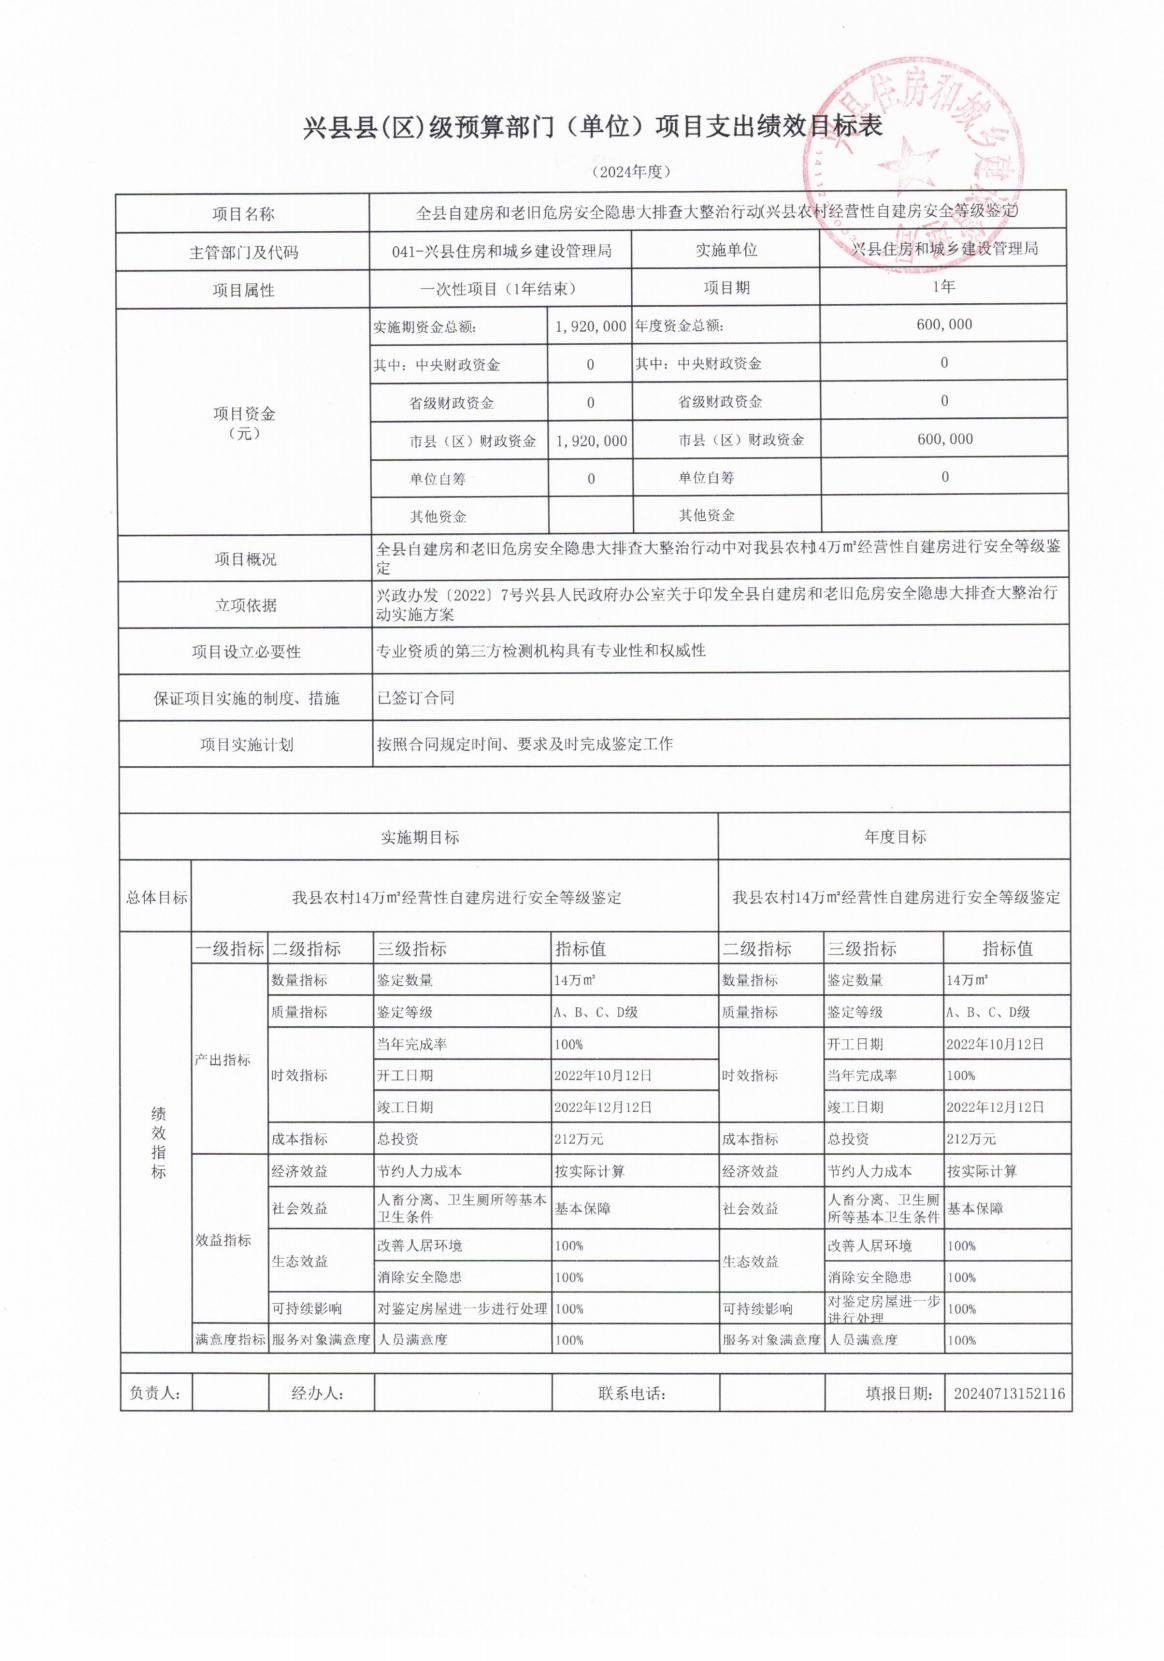 兴县县(区)级预算部门（单位）项目支出绩效目标表
（2024年度）
项目名称 全县自建房和老旧危房安全隐患大排查大整治行动(兴县农村经营性自建房安全等级鉴定)
主管部门及代码 041-兴县住房和城乡建设管理局 实施单位 兴县住房和城乡建设管理局
项目属性 一次性项目（1年结束） 项目期 1年
项目资金
（元）
实施期资金总额: 1,920,000 年度资金总额: 600,000
其中: 中央财政资金 0 其中: 中央财政资金 0
省级财政资金 0 省级财政资金 0
市县（区）财政资金 1,920,000 市县（区）财政资金 600,000
单位自筹 0 单位自筹 0
其他资金 其他资金
项目概况 全县自建房和老旧危房安全隐患大排查大整治行动中对我县农村14万㎡经营性自建房进行安全等级鉴
定
立项依据 兴政办发〔2022〕7号兴县人民政府办公室关于印发全县自建房和老旧危房安全隐患大排查大整治行
动实施方案
项目设立必要性 专业资质的第三方检测机构具有专业性和权威性
保证项目实施的制度、措施 已签订合同
项目实施计划 按照合同规定时间、要求及时完成鉴定工作
实施期目标 年度目标
总体目标 我县农村14万㎡经营性自建房进行安全等级鉴定 我县农村14万㎡经营性自建房进行安全等级鉴定
绩效指标
一级指标 二级指标 三级指标 指标值 二级指标 三级指标 指标值
产出指标
数量指标 鉴定数量 14万㎡ 数量指标 鉴定数量 14万㎡
质量指标 鉴定等级 A、B、C、D级 质量指标 鉴定等级 A、B、C、D级
时效指标 当年完成率 100% 时效指标 开工日期 2022年10月12日
开工日期 2022年10月12日 当年完成率 100%
竣工日期 2022年12月12日 竣工日期 2022年12月12日
成本指标 总投资 212万元 成本指标 总投资 212万元
效益指标
经济效益 节约人力成本 按实际计算 经济效益 节约人力成本 按实际计算
社会效益 人畜分离、卫生厕所等基本 基本保障 社会效益 人畜分离、卫生厕 基本保障
卫生条件 所等基本卫生条件
生态效益 改善人居环境 100% 生态效益 改善人居环境 100%
消除安全隐患 100% 消除安全隐患 100%
可持续影响 对鉴定房屋进一步进行处理 100% 可持续影响 对鉴定房屋进一步 100%
进行处理
满意度指标 服务对象满意度 人员满意度 100% 服务对象满意度 人员满意度 100%
负责人: 经办人: 联系电话: 填报日期: 20240713152116